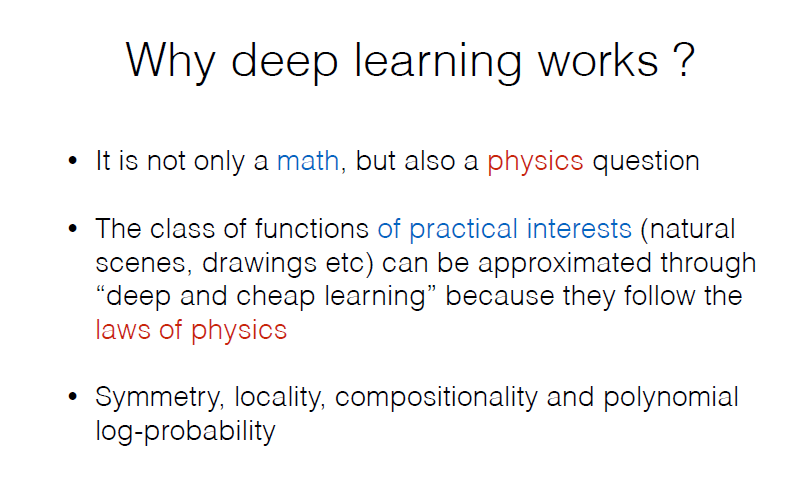 Why deep learning works ?
• It is not only a math, but also a physics question
• The class of functions of practical interests (natural
scenes, drawings etc) can be approximated through
“deep and cheap learning” because they follow the
laws of physics
• Symmetry, locality, compositionality and polynomial
log-probability